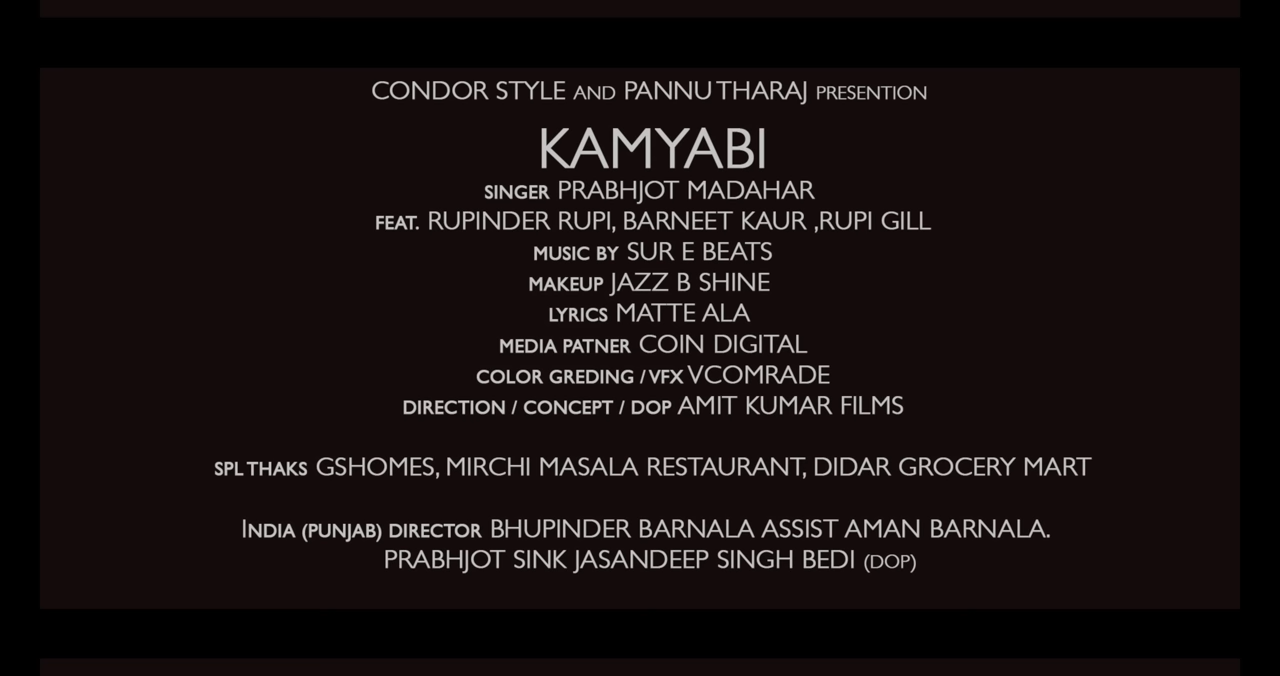 CONDOR STYLE AND PANNU THARAJ PRESENTION
KAMYABI
SINGER PRABHJOT MADAHAR
FEAT. RUPINDER RUPI, BARNEET KAUR ,RUPI GILL
MUSIC BY SUR E BEATS
MAKEUP JAZZ B SHINE
LYRICS MATTE ALA
MEDIA PATNER COIN DIGITAL
COLOR GREDING / VFX VCOMRADE
DIRECTION / CONCEPT / DOP AMIT KUMAR FILMS
SPL THAKS GSHOMES, MIRCHI MASALA RESTAURANT, DIDAR GROCERY MART
INDIA (PUNJAB) DIRECTOR BHUPINDER BARNALA ASSIST AMAN BARNALA.
PRABHJOT SINK JASANDEEP SINGH BEDI (DOP)